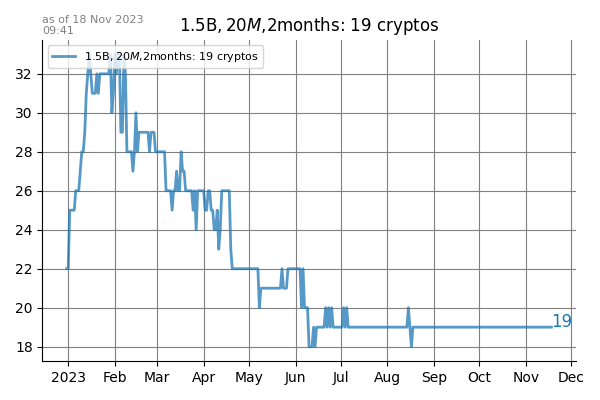 as of 18 Nov 2023
09:41
1.5B, 20M,2months: 19 cryptos
1.5B, 20M,2months: 19 cryptos
32
30
28
26
24
22
20
18
19
2023 Feb Mar Apr May Jun Jul Aug Sep Oct Nov Dec